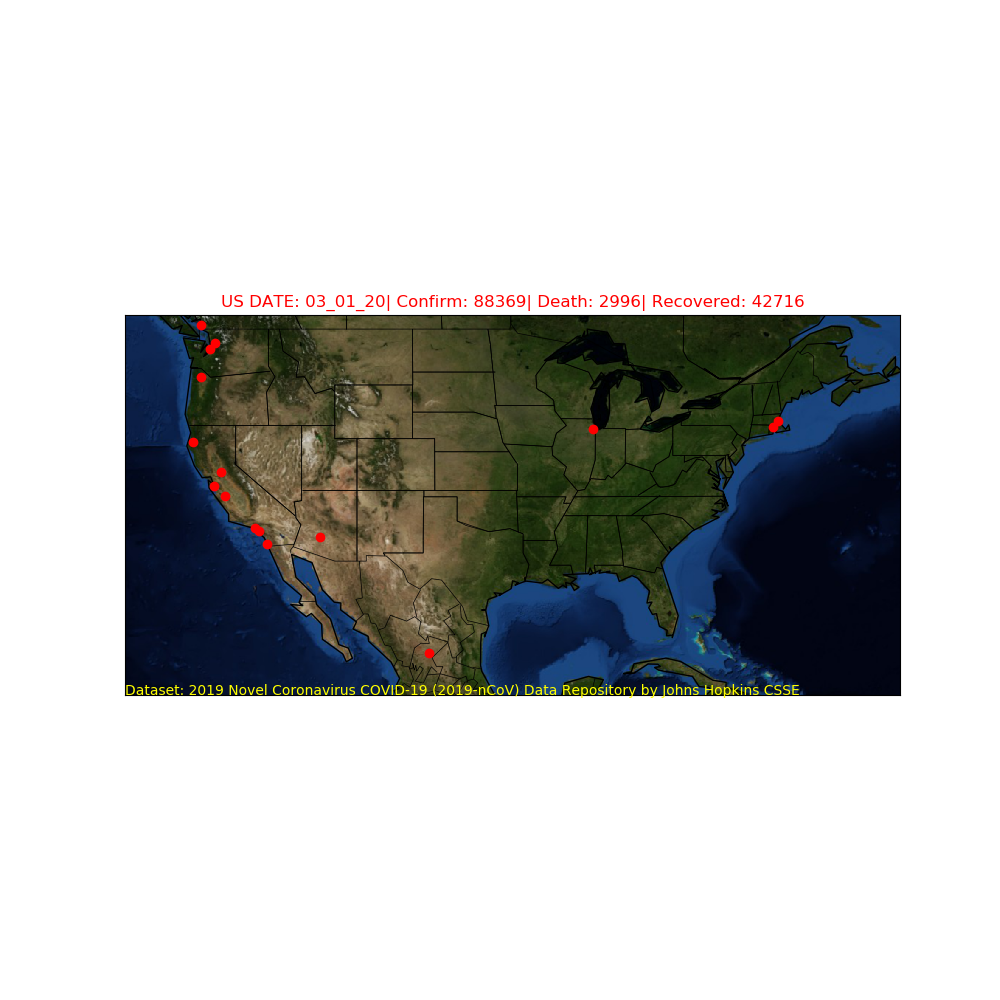 US DATE: 03_01_20| Confirm: 88369| Death: 2996| Recovered: 42716
Dataset: 2019 Novel Coronavirus COVID-19 (2019-nCoV) Data Repository by Johns Hopkins CSSE